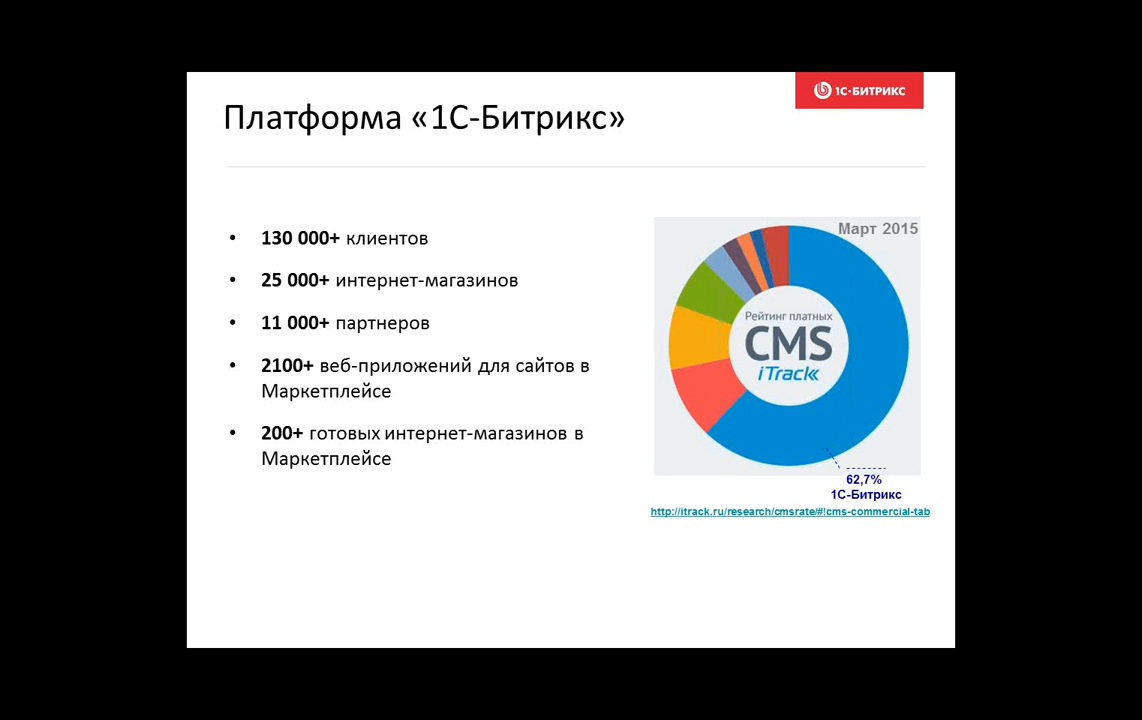 1С·БИТРИКС
Платформа «1С-Битрикс»
• 130 000+ клиентов
• 25 000+ интернет-магазинов
• 11 000+ партнеров
• 2100+ веб-приложений для сайтов в
Маркетплейсе
• 200+ готовых интернет-магазинов в
Маркетплейсе
Март 2015
Рейтинг платных
CMS
iTrack
62,7%
1С-Битрикс
http://itrack.ru/research/cmsrate/#!cms-commercial-tab